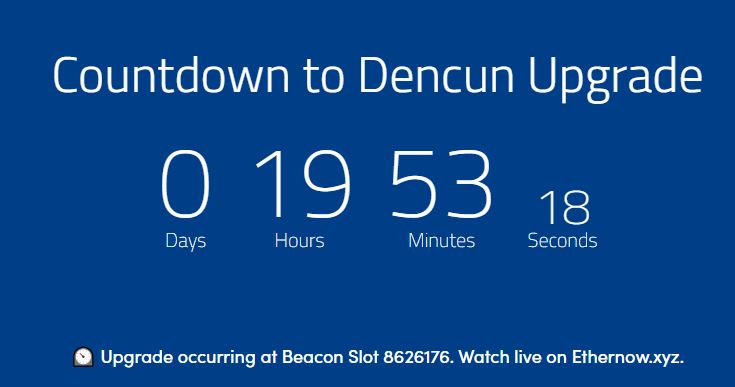 Countdown to Dencun Upgrade
0 19 53 18
Days Hours Minutes Seconds
Upgrade occurring at Beacon Slot 8626176. Watch live on Ethernow.xyz.